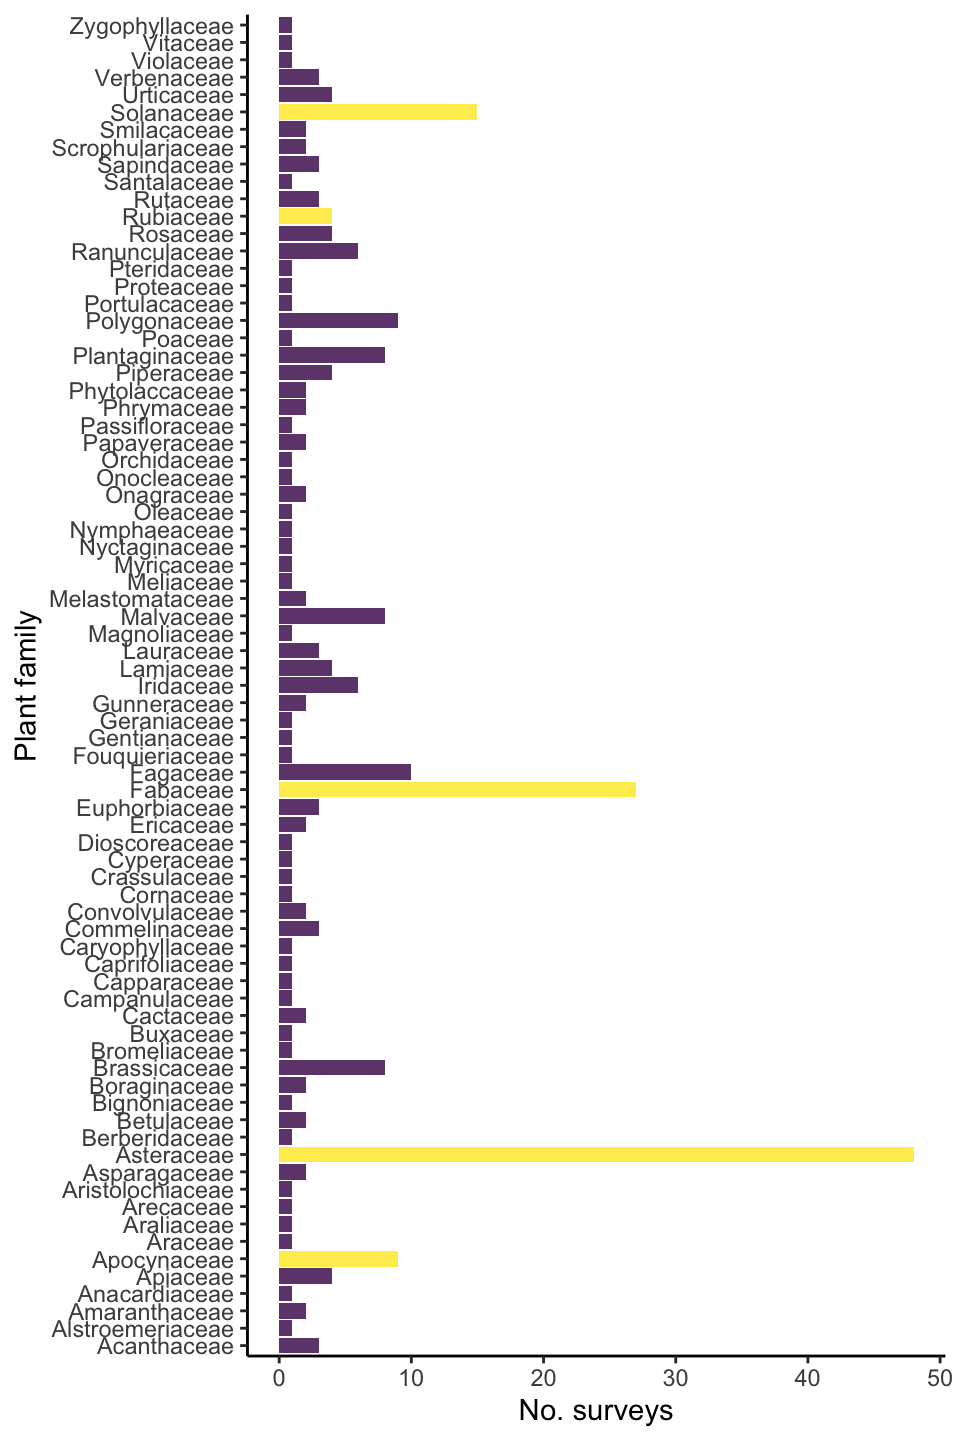 Zygophyllaceae
Vitaceae
Violaceae
Verbenaceae
Urticaceae
Solanaceae
Smilacaceae
Scrophulariaceae
Sapindaceae
Santalaceae
Rutaceae
Rubiaceae
Rosaceae
Ranunculaceae
Pteridaceae
Proteaceae
Portulacaceae
Polygonaceae
Poaceae
Plantaginaceae
Piperaceae
Phytolaccaceae
Phrymaceae
Passifloraceae
Papaveraceae
Orchidaceae
Onocleaceae
Onagraceae
Oleaceae
Nymphaeaceae
Nyctaginaceae
Myricaceae
Meliaceae
Melastomataceae
Malvaceae
Magnoliaceae
Lauraceae
Lamiaceae
Iridaceae
Gunneraceae
Geraniaceae
Gentianaceae
Fouquieriaceae
Fagaceae
Fabaceae
Euphorbiaceae
Ericaceae
Dioscoreaceae
Cyperaceae
Crassulaceae
Cornaceae
Convolvulaceae
Commelinaceae
Caryophyllaceae
Caprifoliaceae
Capparaceae
Campanulaceae
Cactaceae
Buxaceae
Bromeliaceae
Brassicaceae
Boraginaceae
Bignoniaceae
Betulaceae
Berberidaceae
Asteraceae
Asparagaceae
Aristolochiaceae
Arecaceae
Araliaceae
Araceae
Apocynaceae
Apiaceae
Anacardiaceae
Amaranthaceae
Alstroemeriaceae
Acanthaceae
Plant family
0 10 20 30 40 50
No. surveys